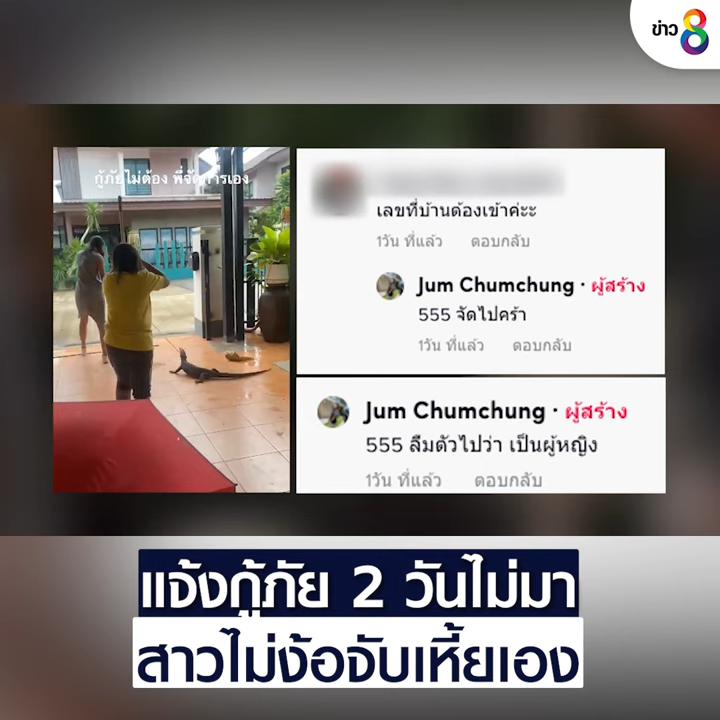 ข่าว 8
กู้ภัยไม่ต้อง พี่จัดการเอง
เลขที่บ้านต้องเข้าค่ะะ
1วัน ที่แล้ว ตอบกลับ
Jum Chumchung · ผู้สร้าง
555 จัดไปคร้า
1วัน ที่แล้ว ตอบกลับ
Jum Chumchung · ผู้สร้าง
555 ลืมตัวไปว่า เป็นผู้หญิง
1วัน ที่แล้ว ตอบกลับ
แจ้งกู้ภัย 2 วันไม่มา
สาวไม่ง้อจับเหี้ยเอง